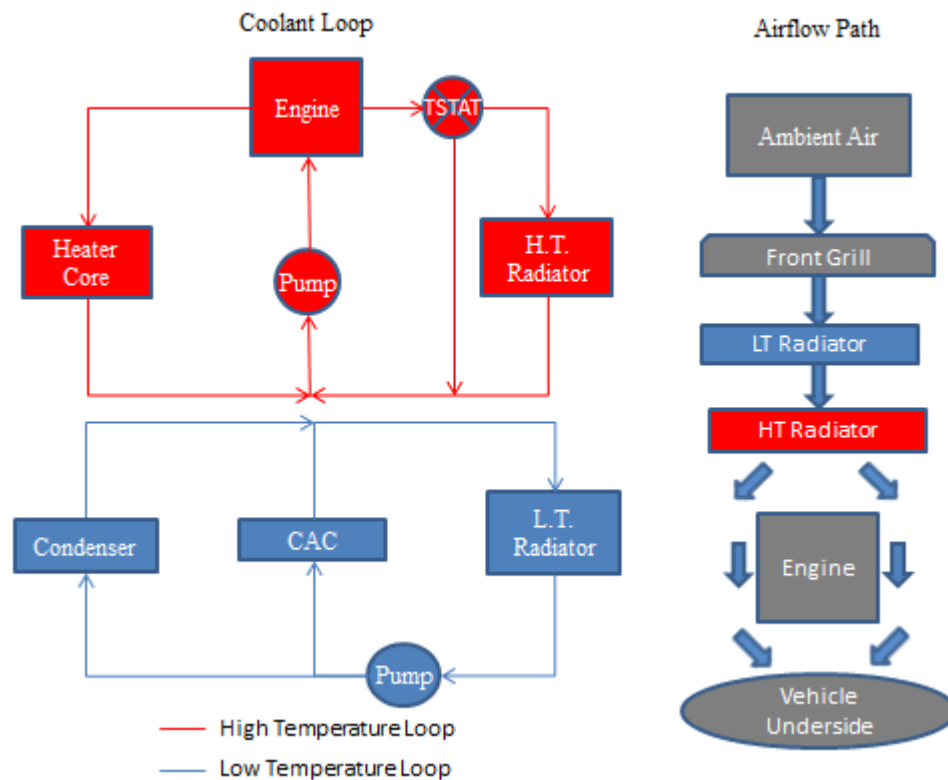 Coolant Loop
Engine
TSTAT
Heater
Core
Pump
H.T.
Radiator
Condenser
CAC
L.T.
Radiator
Pump
High Temperature Loop
Low Temperature Loop
Airflow Path
Ambient Air
Front Grill
LT Radiator
HT Radiator
Engine
Vehicle
Underside